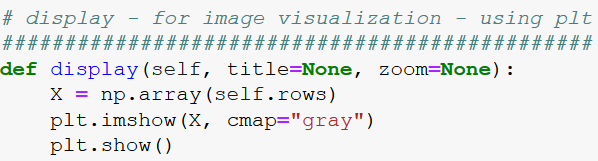 # display - for image visualization - using plt
###############################################
def display(self, title=None, zoom=None):
    X = np.array(self.rows)
    plt.imshow(X, cmap="gray")
    plt.show()